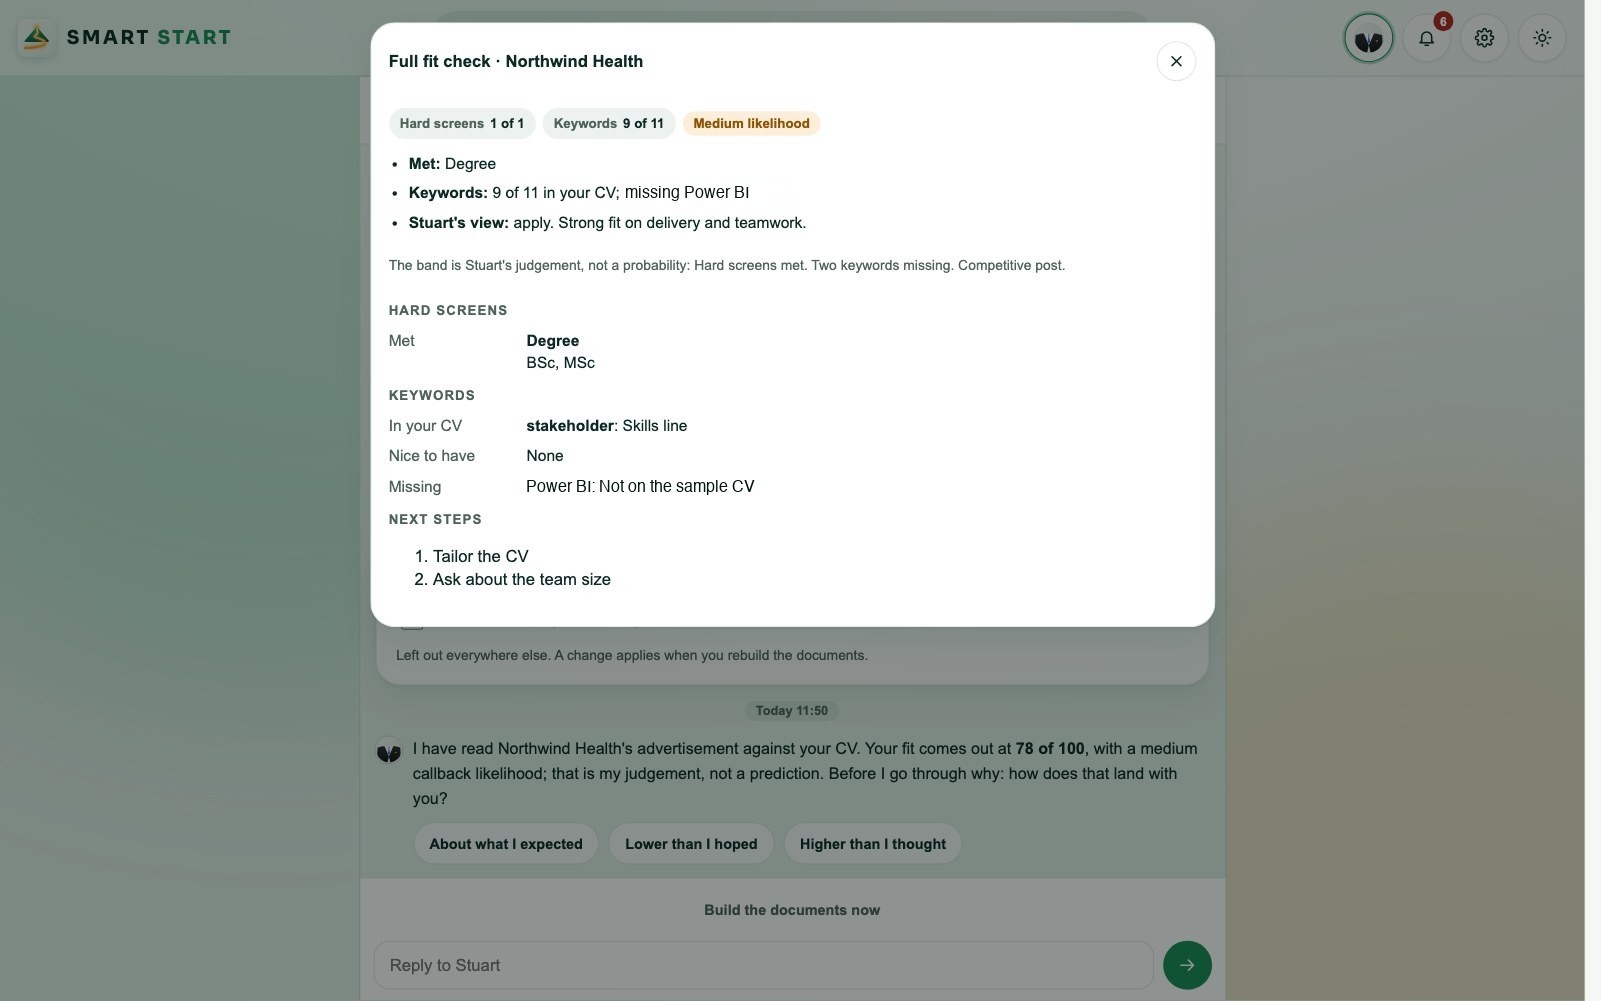 SMART START
6
Full fit check · Northwind Health
Hard screens 1 of 1
Keywords 9 of 11
Medium likelihood
• Met: Degree
• Keywords: 9 of 11 in your CV; missing Power BI
• Stuart's view: apply. Strong fit on delivery and teamwork.
The band is Stuart's judgement, not a probability: Hard screens met. Two keywords missing. Competitive post.
HARD SCREENS
Met Degree
BSc, MSc
KEYWORDS
In your CV stakeholder: Skills line
Nice to have None
Missing Power BI: Not on the sample CV
NEXT STEPS
1. Tailor the CV
2. Ask about the team size
Left out everywhere else. A change applies when you rebuild the documents.
Today 11:50
I have read Northwind Health's advertisement against your CV. Your fit comes out at 78 of 100, with a medium
callback likelihood; that is my judgement, not a prediction. Before I go through why: how does that land with
you?
About what I expected
Lower than I hoped
Higher than I thought
Build the documents now
Reply to Stuart